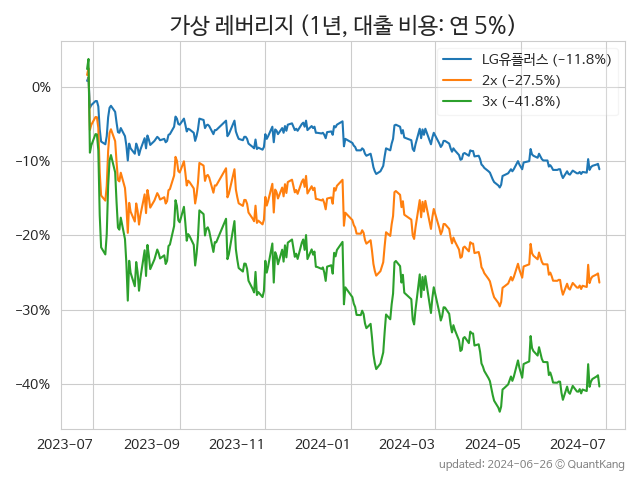 가상 레버리지 (1년, 대출 비용: 연 5%)
LG유플러스 (−11.8%)
2x (−27.5%)
3x (−41.8%)
0%
−10%
−20%
−30%
−40%
2023-07 2023-09 2023-11 2024-01 2024-03 2024-05 2024-07
updated: 2024-06-26 © QuantKang